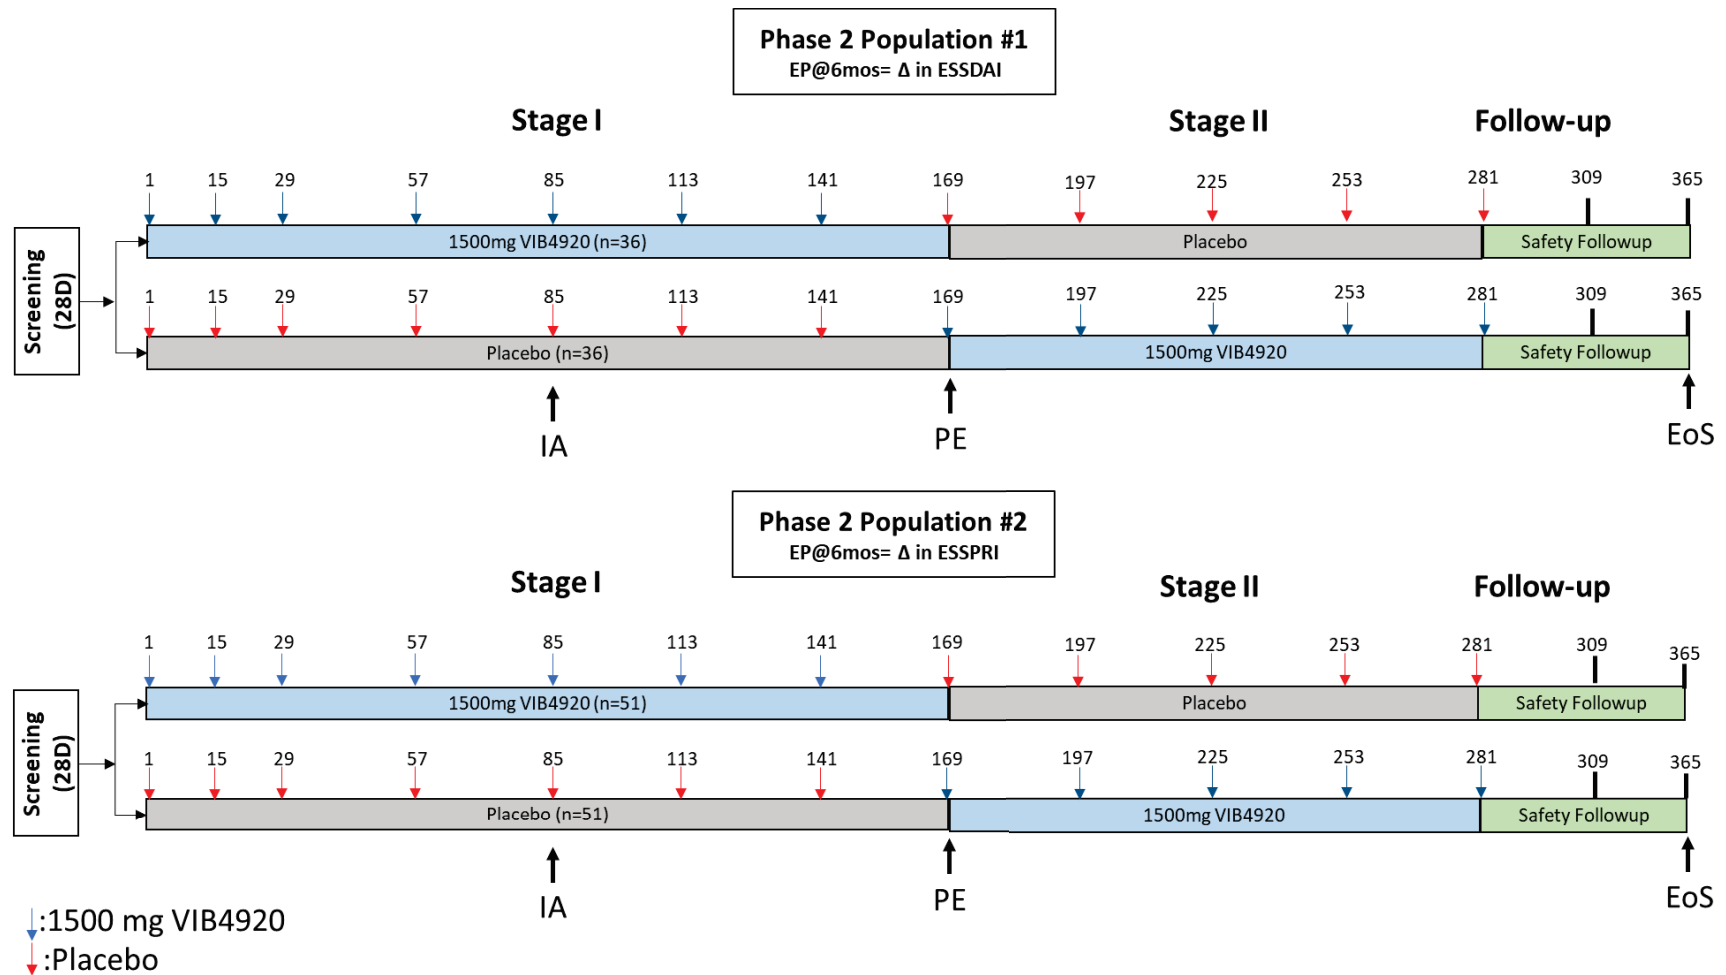 Phase 2 Population #1
EP@6mos= Δ in ESSDAI
Stage I
Stage II
Follow-up
1 15 29 57 85 113 141 169 197 225 253 281 309 365
1500mg VIB4920 (n=36)
Placebo
Safety Followup
Screening
(28D)
1 15 29 57 85 113 141 169 197 225 253 281 309 365
Placebo (n=36)
1500mg VIB4920
Safety Followup
IA
PE
EoS
Phase 2 Population #2
EP@6mos= Δ in ESSPRI
Stage I
Stage II
Follow-up
1 15 29 57 85 113 141 169 197 225 253 281 309 365
1500mg VIB4920 (n=51)
Placebo
Safety Followup
Screening
(28D)
1 15 29 57 85 113 141 169 197 225 253 281 309 365
Placebo (n=51)
1500mg VIB4920
Safety Followup
IA
PE
EoS
:1500 mg VIB4920
:Placebo